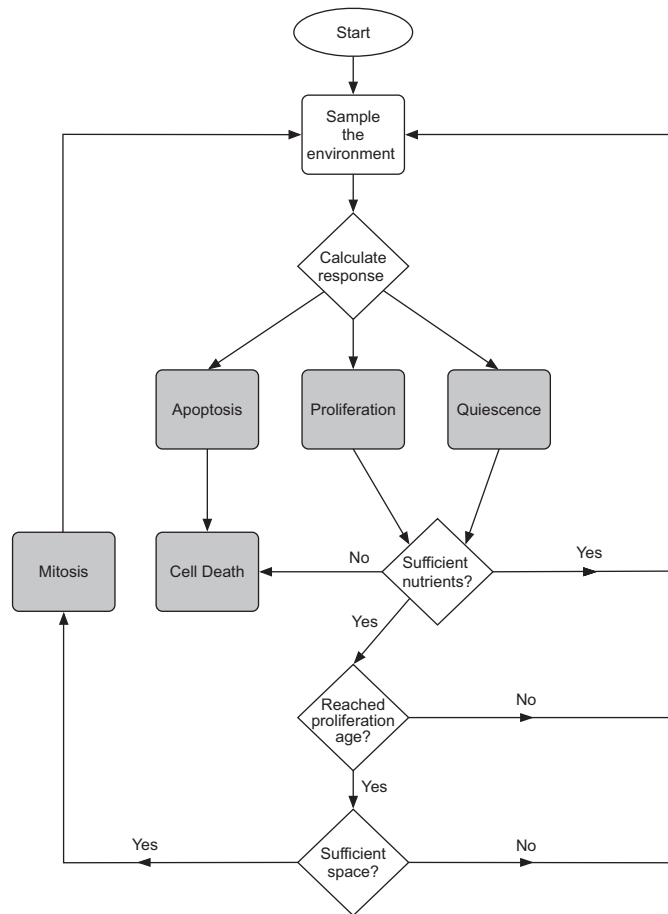 Start
Sample
the
environment
Calculate
response
Apoptosis
Proliferation
Quiescence
Mitosis
Cell Death
No
Sufficient
nutrients?
Yes
Yes
Reached
proliferation
age?
No
Yes
Yes
Sufficient
space?
No